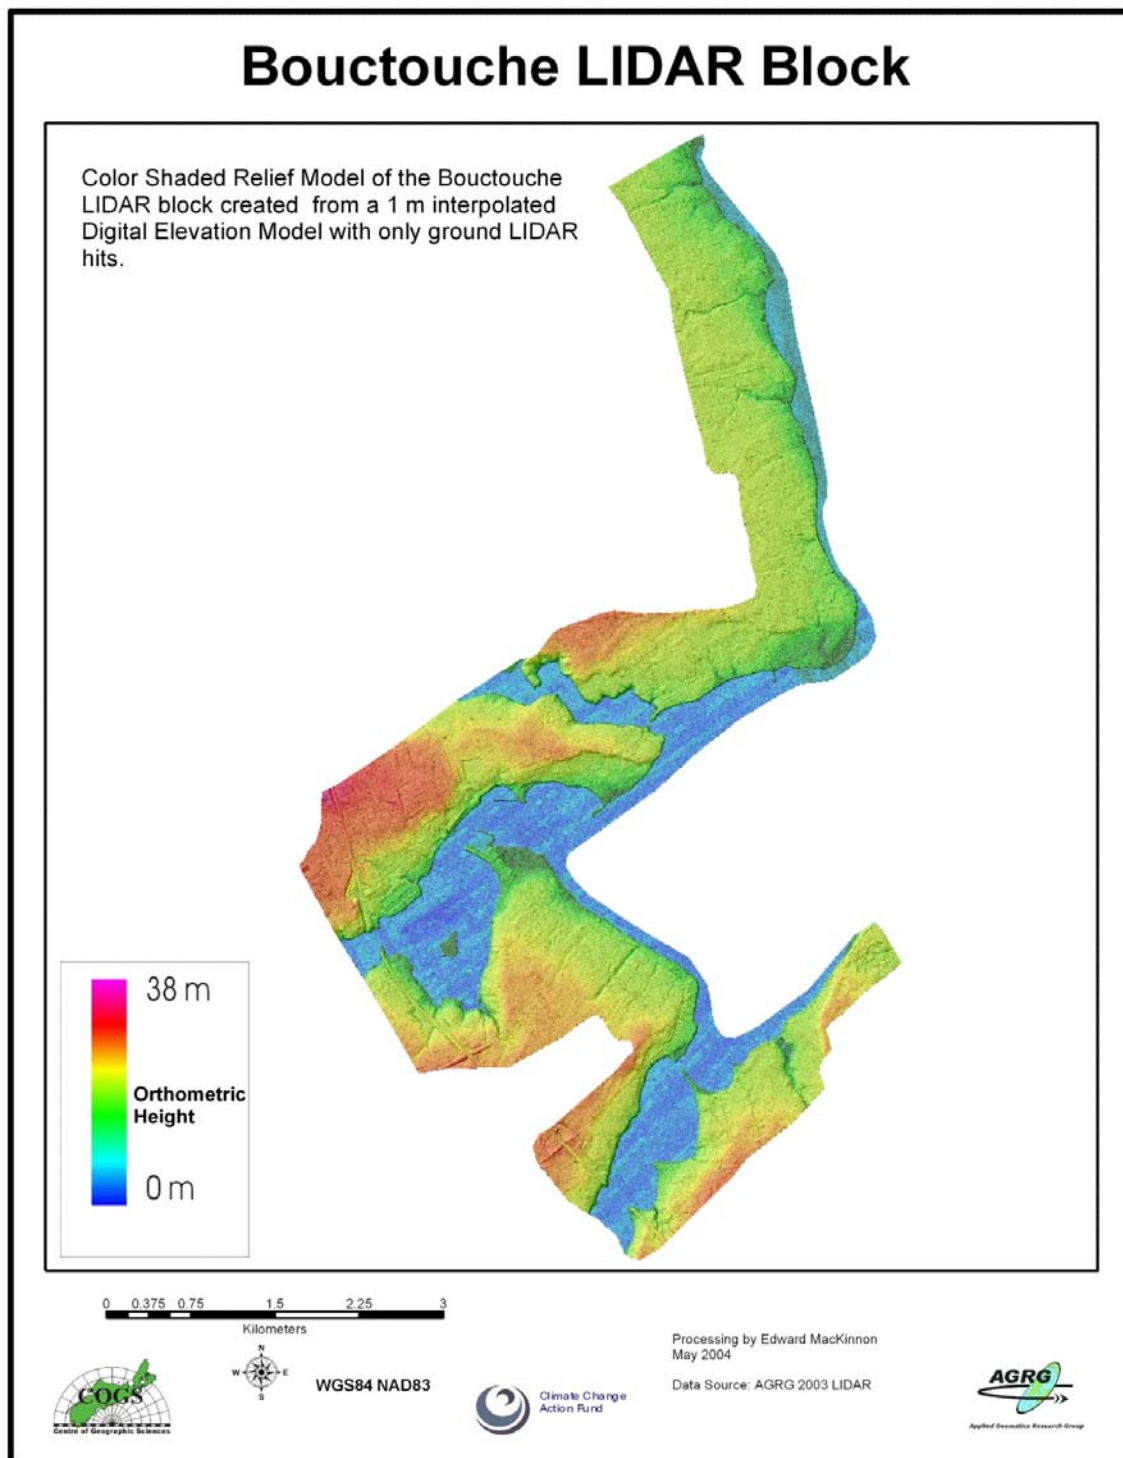 Bouctouche LIDAR Block
Color Shaded Relief Model of the Bouctouche
LIDAR block created from a 1 m interpolated
Digital Elevation Model with only ground LIDAR
hits.
38 m
Orthometric
Height
0 m
0 0.375 0.75 1.5 2.25 3
Kilometers
N
W E
S
WGS84 NAD83
COGS
Centre of Geographic Sciences
Climate Change
Action Fund
Processing by Edward MacKinnon
May 2004
Data Source: AGRG 2003 LIDAR
AGRG
Applied Geomatics Research Group